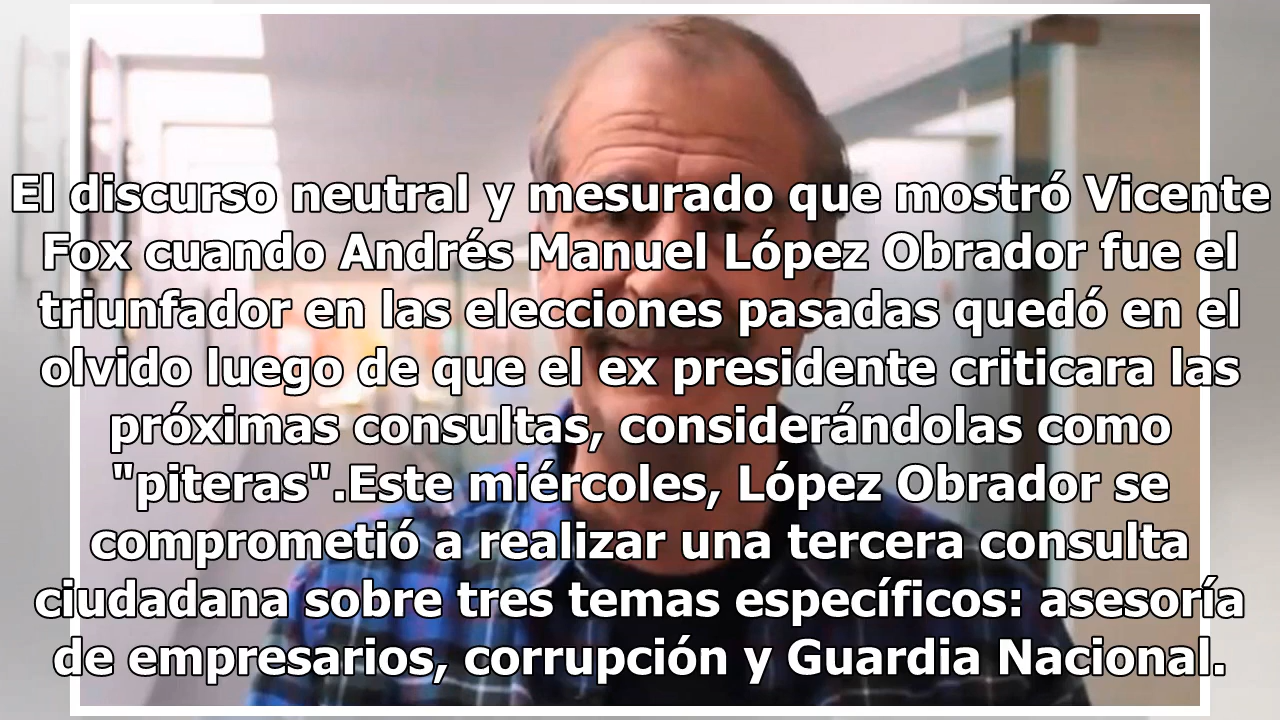 El discurso neutral y mesurado que mostró Vicente
Fox cuando Andrés Manuel López Obrador fue el
triunfador en las elecciones pasadas quedó en el
olvido luego de que el ex presidente criticara las
próximas consultas, considerándolas como
"piteras".Este miércoles, López Obrador se
comprometió a realizar una tercera consulta
ciudadana sobre tres temas específicos: asesoría
de empresarios, corrupción y Guardia Nacional.